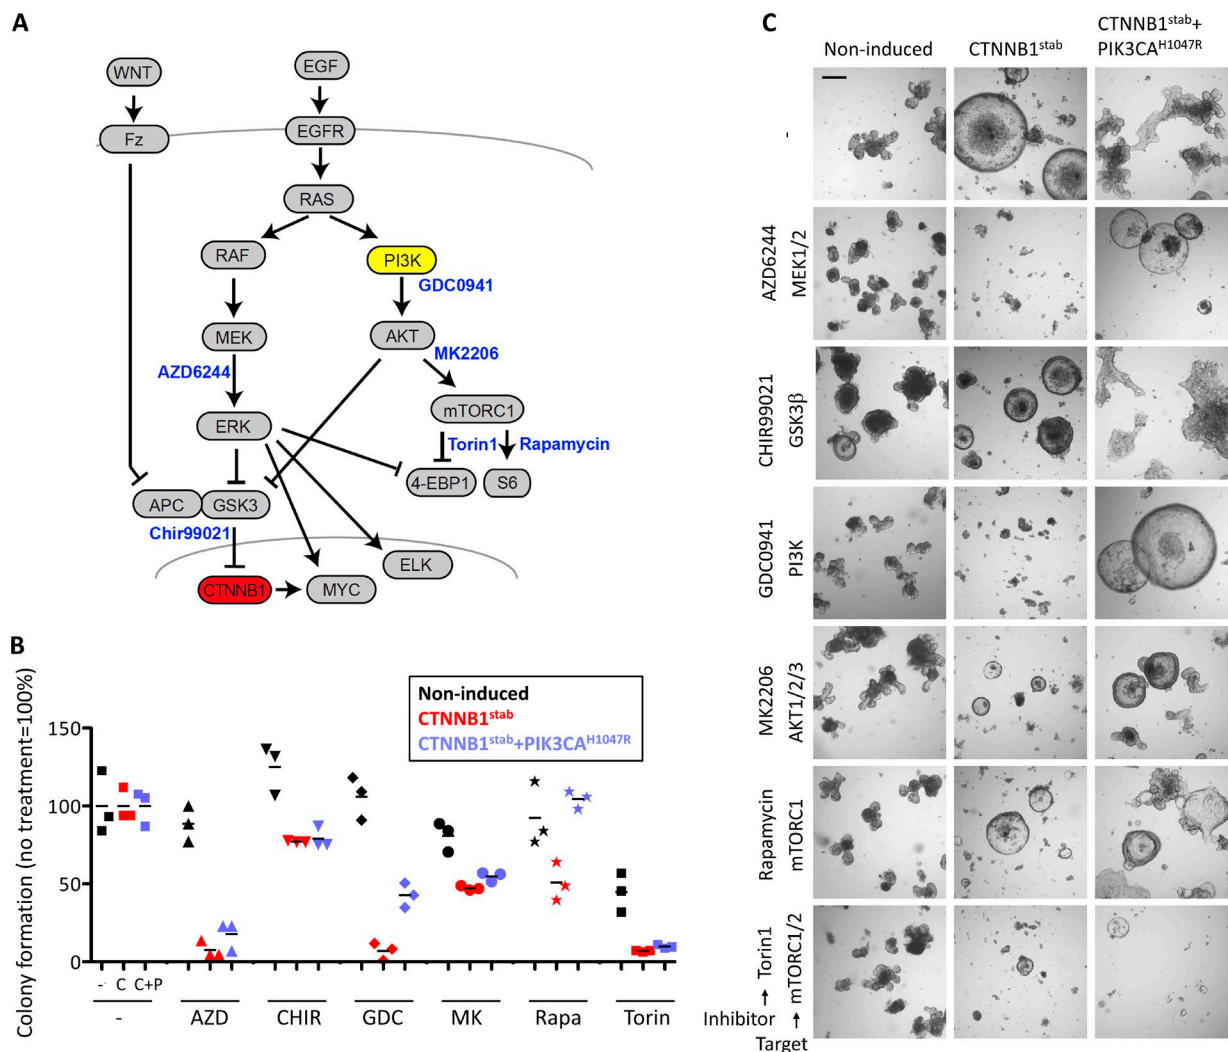 A
WNT
EGF
Fz
EGFR
RAS
RAF
PI3K
GDC0941
MEK
AKT
AZD6244
MK2206
mTORC1
ERK
Torin1
Rapamycin
4-EBP1
S6
APC
GSK3
Chir99021
ELK
CTNNB1
MYC
B
Colony formation (no treatment=100%)
150
100
50
0
Non-induced
CTNNB1stab
CTNNB1stab+PIK3CAH1047R
- C C+P
- AZD CHIR GDC MK Rapa Torin
C
Non-induced
CTNNB1stab
CTNNB1stab+
PIK3CAH1047R
-
AZD6244
MEK1/2
CHIR99021
GSK3β
GDC0941
PI3K
MK2206
AKT1/2/3
Rapamycin
mTORC1
Torin1
mTORC1/2
Inhibitor
Target